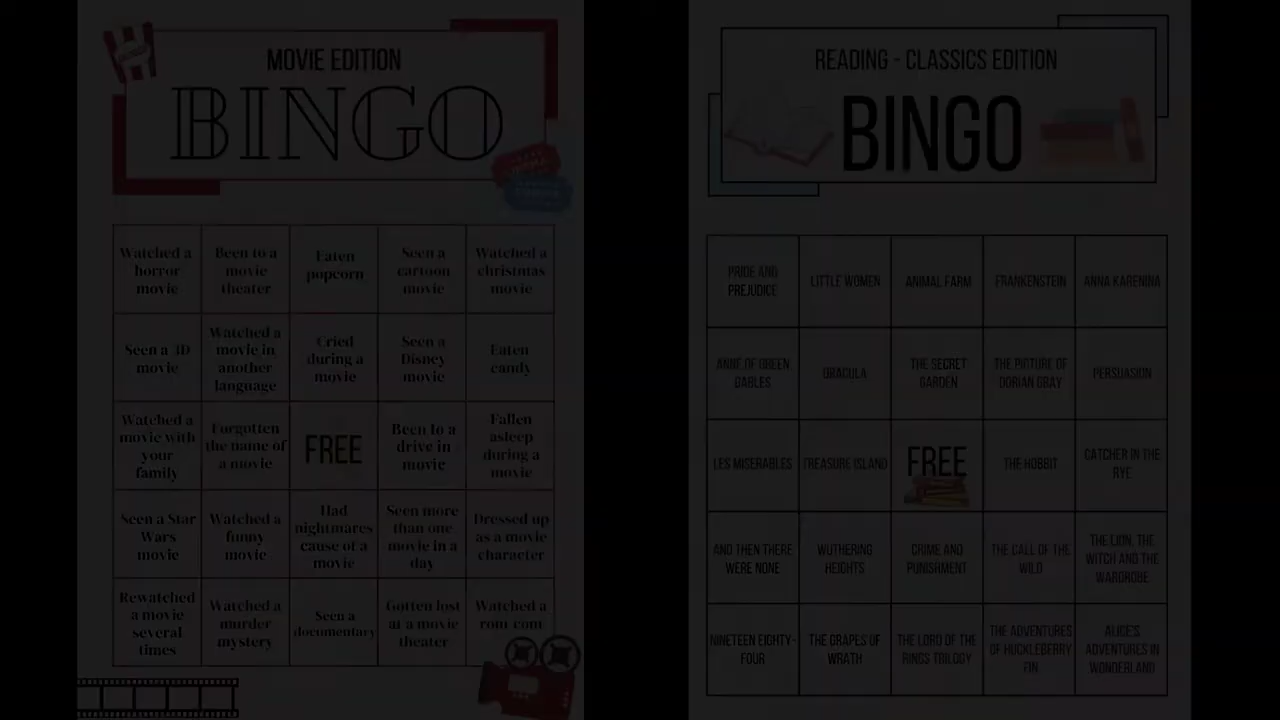 MOVIE EDITION
BINGO
Watched a
horror
movie
Been to a
movie
theater
Eaten
popcorn
Seen a
cartoon
movie
Watched a
christmas
movie
Seen a 3D
movie
Watched a
movie in
another
language
Cried
during a
movie
Seen a
Disney
movie
Eaten
candy
Watched a
movie with
your
family
Forgotten
the name of
a movie
FREE
Been to a
drive in
movie
Fallen
asleep
during a
movie
Seen a Star
Wars
movie
Watched a
funny
movie
Had
nightmares
cause of a
movie
Seen more
than one
movie in a
day
Dressed up
as a movie
character
Rewatched
a movie
several
times
Watched a
murder
mystery
Seen a
documentary
Gotten lost
at a movie
theater
Watched a
rom-com
READING - CLASSICS EDITION
BINGO
PRIDE AND
PREJUDICE
LITTLE WOMEN
ANIMAL FARM
FRANKENSTEIN
ANNA KARENINA
ANNE OF GREEN
GABLES
DRACULA
THE SECRET
GARDEN
THE PICTURE OF
DORIAN GRAY
PERSUASION
LES MISERABLES
TREASURE ISLAND
FREE
THE HOBBIT
CATCHER IN THE
RYE
AND THEN THERE
WERE NONE
WUTHERING
HEIGHTS
CRIME AND
PUNISHMENT
THE CALL OF THE
WILD
THE LION, THE
WITCH AND THE
WARDROBE
NINETEEN EIGHTY-
FOUR
THE GRAPES OF
WRATH
THE LORD OF THE
RINGS TRILOGY
THE ADVENTURES
OF HUCKLEBERRY
FIN
ALICE'S
ADVENTURES IN
WONDERLAND